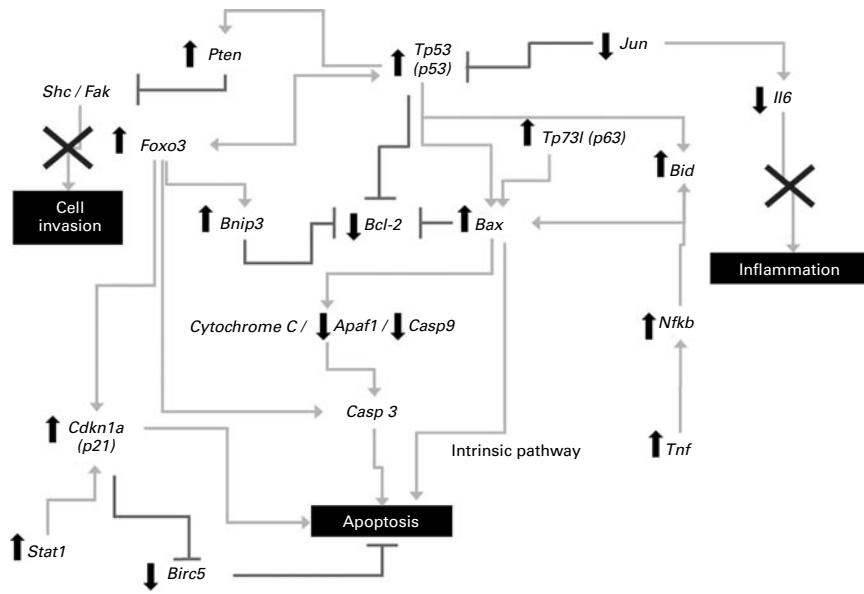 Pten
Tp53
(p53)
Jun
Shc / Fak
Il6
Foxo3
Tp73l (p63)
Bid
Cell
invasion
Bnip3
Bcl-2
Bax
Inflammation
Cytochrome C / Apaf1 / Casp9
Nfkb
Casp 3
Cdkn1a
(p21)
Intrinsic pathway
Tnf
Apoptosis
Stat1
Birc5